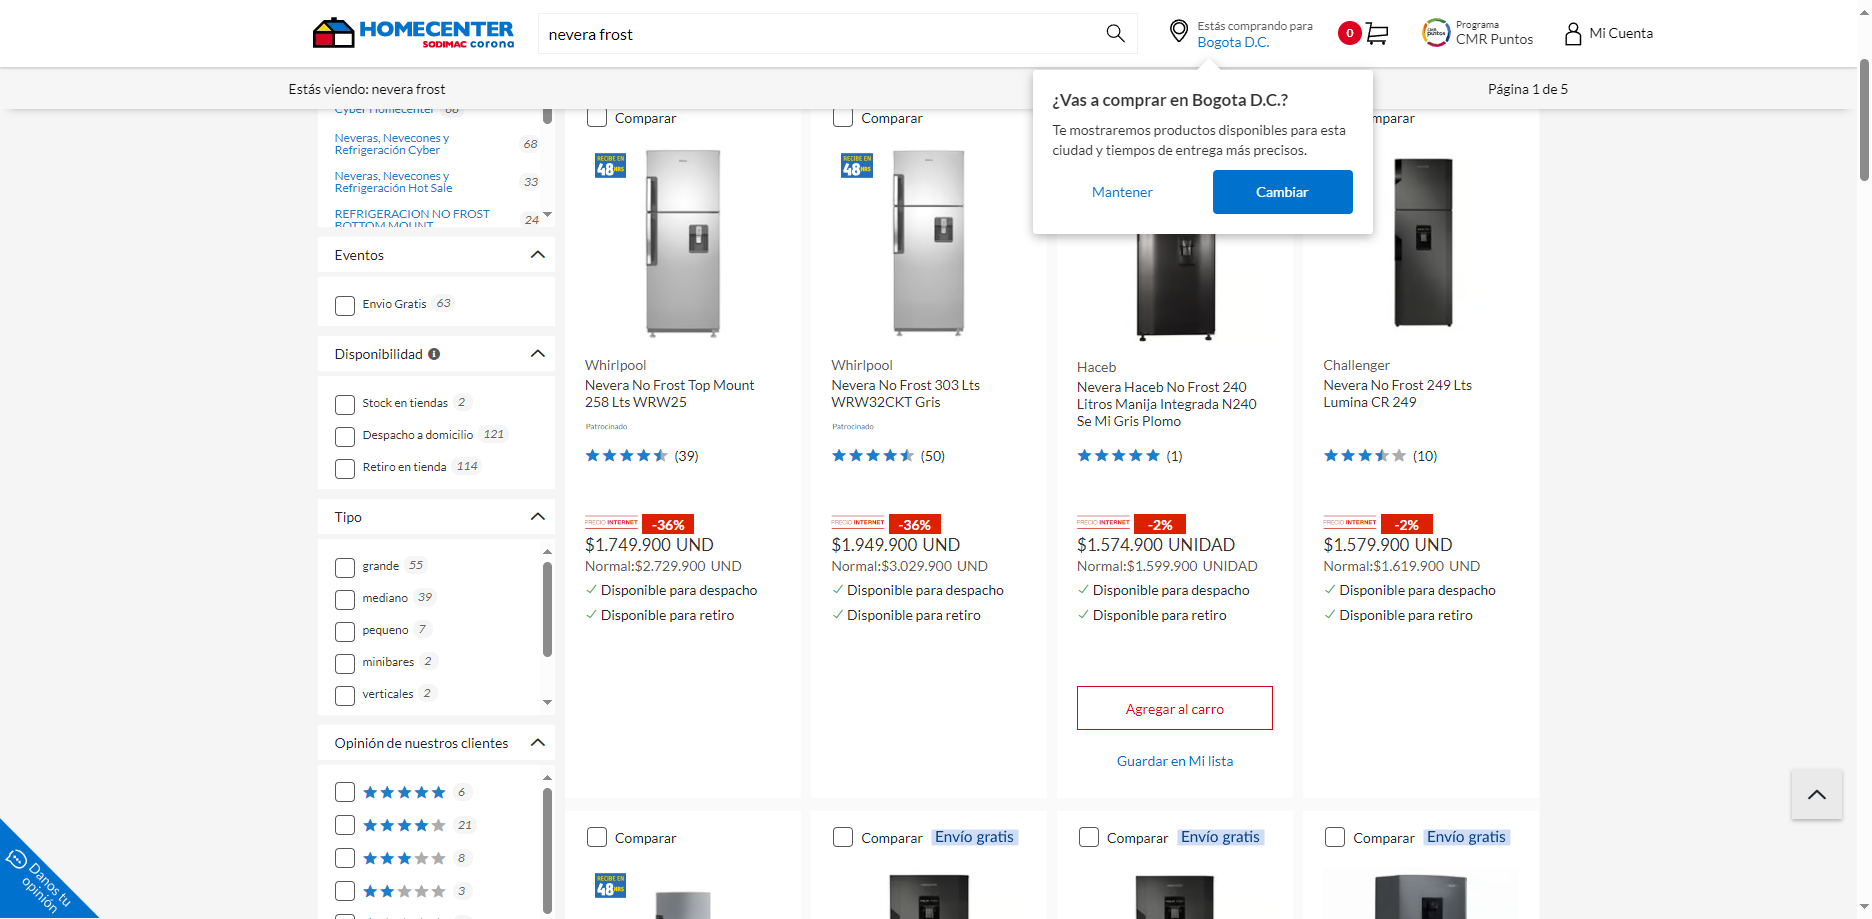 HOMECENTER
SODIMAC corona
nevera frost
Estás comprando para
Bogota D.C.
0
Programa
CMR Puntos
Mi Cuenta
Estás viendo: nevera frost
Página 1 de 5
¿Vas a comprar en Bogota D.C.?
Te mostraremos productos disponibles para esta
ciudad y tiempos de entrega más precisos.
Mantener
Cambiar
Cyber Homecenter 68
Neveras, Nevecones y
Refrigeración Cyber 68
Neveras, Nevecones y
Refrigeración Hot Sale 33
REFRIGERACION NO FROST
BOTTOM MOUNT 24
Eventos
Envio Gratis 63
Disponibilidad
Stock en tiendas 2
Despacho a domicilio 121
Retiro en tienda 114
Tipo
grande 55
mediano 39
pequeno 7
minibares 2
verticales 2
Opinión de nuestros clientes
6
21
8
3
Danos tu
opinión
Comparar
RECIBE EN
48HRS
Whirlpool
Nevera No Frost Top Mount
258 Lts WRW25
Patrocinado
(39)
PRECIO INTERNET -36%
$1.749.900 UND
Normal:$2.729.900 UND
Disponible para despacho
Disponible para retiro
Comparar
RECIBE EN
48HRS
Whirlpool
Nevera No Frost 303 Lts
WRW32CKT Gris
Patrocinado
(50)
PRECIO INTERNET -36%
$1.949.900 UND
Normal:$3.029.900 UND
Disponible para despacho
Disponible para retiro
Haceb
Nevera Haceb No Frost 240
Litros Manija Integrada N240
Se Mi Gris Plomo
(1)
PRECIO INTERNET -2%
$1.574.900 UNIDAD
Normal:$1.599.900 UNIDAD
Disponible para despacho
Disponible para retiro
Agregar al carro
Guardar en Mi lista
mparar
Challenger
Nevera No Frost 249 Lts
Lumina CR 249
(10)
PRECIO INTERNET -2%
$1.579.900 UND
Normal:$1.619.900 UND
Disponible para despacho
Disponible para retiro
Comparar
RECIBE EN
48HRS
Comparar Envío gratis
Comparar Envío gratis
Comparar Envío gratis